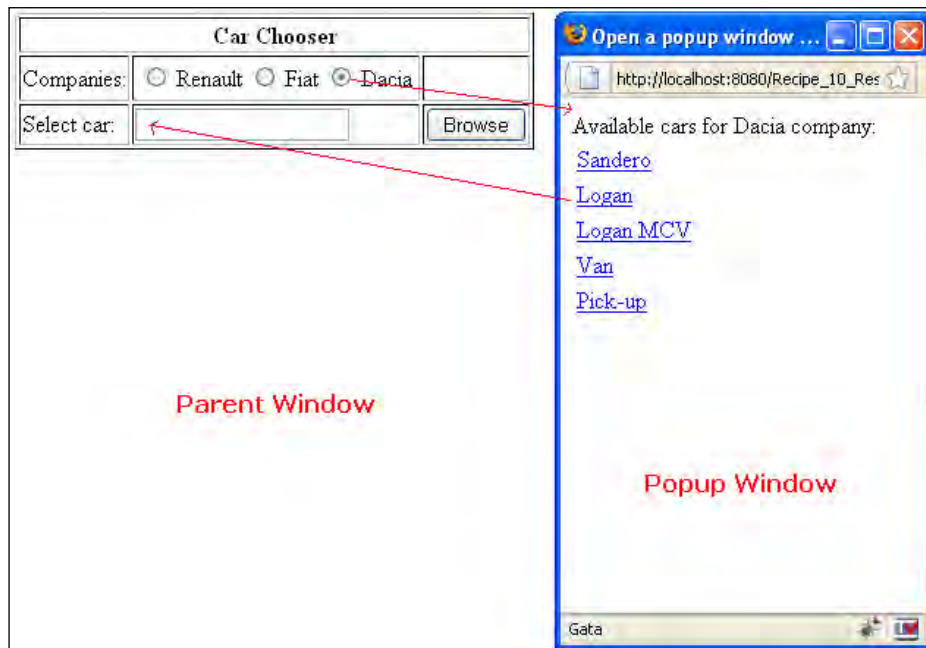 Car Chooser
Companies: Renault Fiat Dacia
Select car: Browse
Parent Window
Open a popup window ...
http://localhost:8080/Recipe_10_Res
Available cars for Dacia company:
Sandero
Logan
Logan MCV
Van
Pick-up
Popup Window
Gata